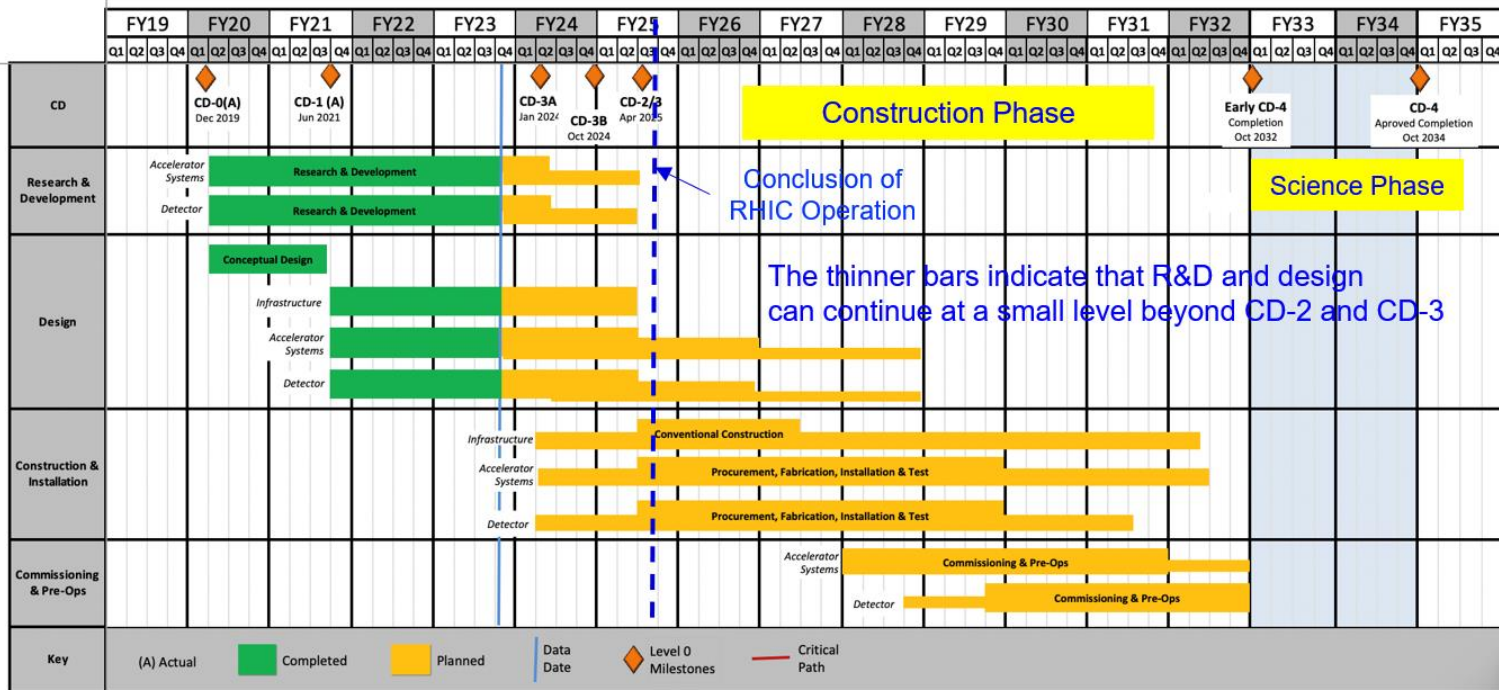 FY19 FY20 FY21 FY22 FY23 FY24 FY25 FY26 FY27 FY28 FY29 FY30 FY31 FY32 FY33 FY34 FY35
Q1 Q2 Q3 Q4 Q1 Q2 Q3 Q4 Q1 Q2 Q3 Q4 Q1 Q2 Q3 Q4 Q1 Q2 Q3 Q4 Q1 Q2 Q3 Q4 Q1 Q2 Q3 Q4 Q1 Q2 Q3 Q4 Q1 Q2 Q3 Q4 Q1 Q2 Q3 Q4 Q1 Q2 Q3 Q4 Q1 Q2 Q3 Q4 Q1 Q2 Q3 Q4 Q1 Q2 Q3 Q4 Q1 Q2 Q3 Q4 Q1 Q2 Q3 Q4 Q1 Q2 Q3 Q4
CD
CD-0(A)
Dec 2019
CD-1 (A)
Jun 2021
CD-3A
Jan 2024
CD-3B
Oct 2024
CD-2/3
Apr 2025
Construction Phase
Early CD-4
Completion
Oct 2032
CD-4
Aproved Completion
Oct 2034
Research &
Development
Accelerator
Systems
Research & Development
Detector
Research & Development
Conclusion of
RHIC Operation
Science Phase
Design
Conceptual Design
Infrastructure
Accelerator
Systems
Detector
The thinner bars indicate that R&D and design
can continue at a small level beyond CD-2 and CD-3
Construction &
Installation
Infrastructure
Conventional Construction
Accelerator
Systems
Procurement, Fabrication, Installation & Test
Detector
Procurement, Fabrication, Installation & Test
Commissioning
& Pre-Ops
Accelerator
Systems
Commissioning & Pre-Ops
Detector
Commissioning & Pre-Ops
Key
(A) Actual
Completed
Planned
Data
Date
Level 0
Milestones
Critical
Path